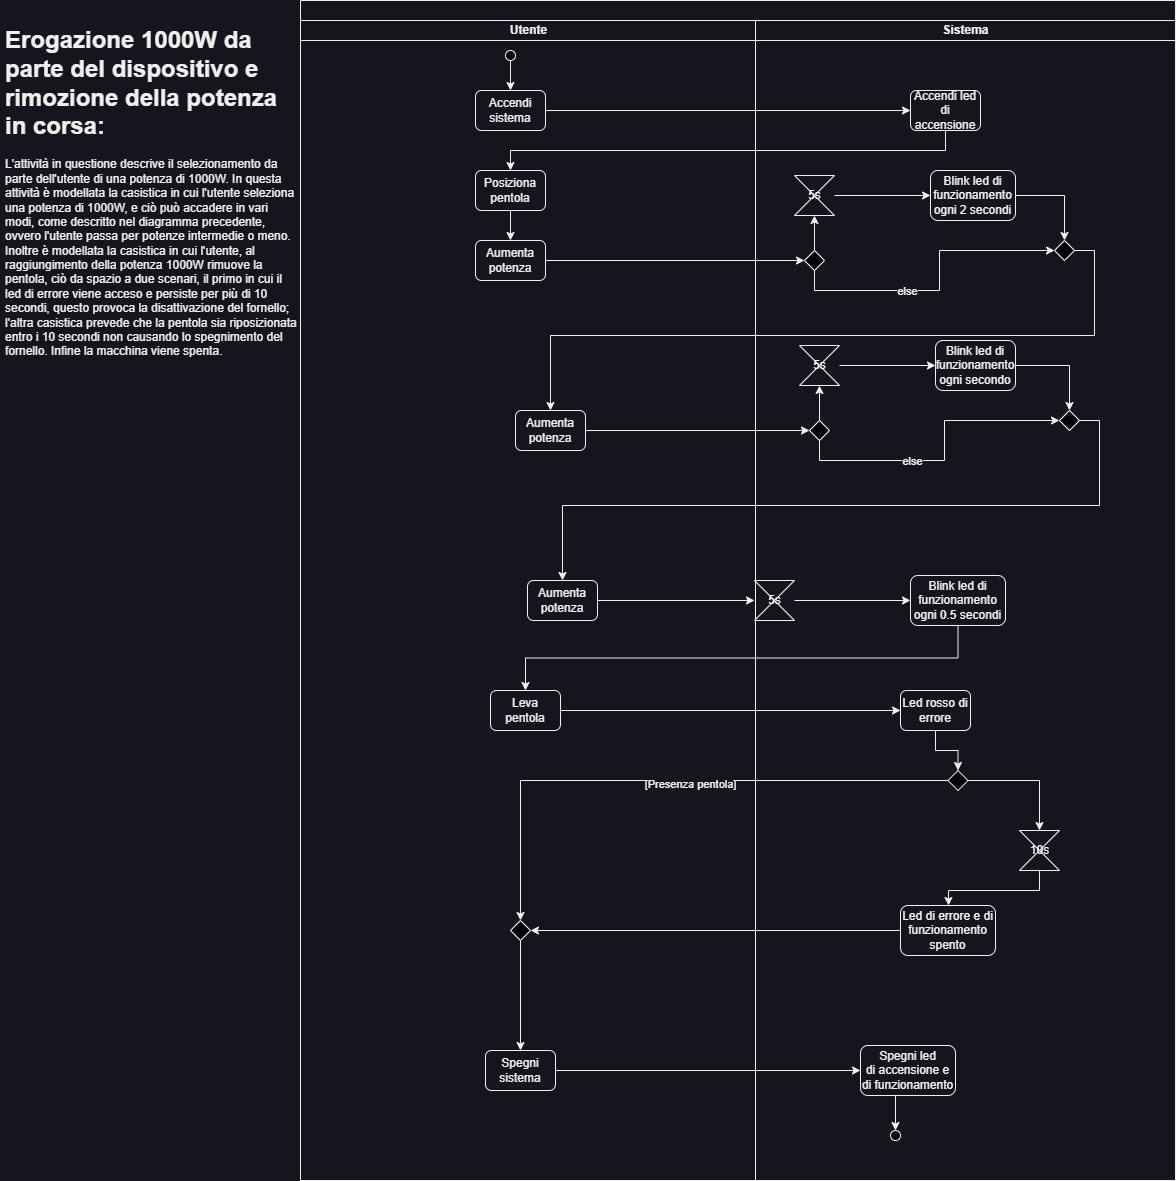 Erogazione 1000W da
parte del dispositivo e
rimozione della potenza
in corsa:
L'attività in questione descrive il selezionamento da
parte dell'utente di una potenza di 1000W. In questa
attività è modellata la casistica in cui l'utente seleziona
una potenza di 1000W, e ciò può accadere in vari
modi, come descritto nel diagramma precedente,
ovvero l'utente passa per potenze intermedie o meno.
Inoltre è modellata la casistica in cui l'utente, al
raggiungimento della potenza 1000W rimuove la
pentola, ciò da spazio a due scenari, il primo in cui il
led di errore viene acceso e persiste per più di 10
secondi, questo provoca la disattivazione del fornello;
l'altra casistica prevede che la pentola sia riposizionata
entro i 10 secondi non causando lo spegnimento del
fornello. Infine la macchina viene spenta.
Utente
Sistema
Accendi
sistema
Accendi led
di
accensione
Posiziona
pentola
5s
Blink led di
funzionamento
ogni 2 secondi
Aumenta
potenza
else
5s
Blink led di
funzionamento
ogni secondo
Aumenta
potenza
else
Aumenta
potenza
5s
Blink led di
funzionamento
ogni 0.5 secondi
Leva
pentola
Led rosso di
errore
[Presenza pentola]
10s
Led di errore e di
funzionamento
spento
Spegni
sistema
Spegni led
di accensione e
di funzionamento